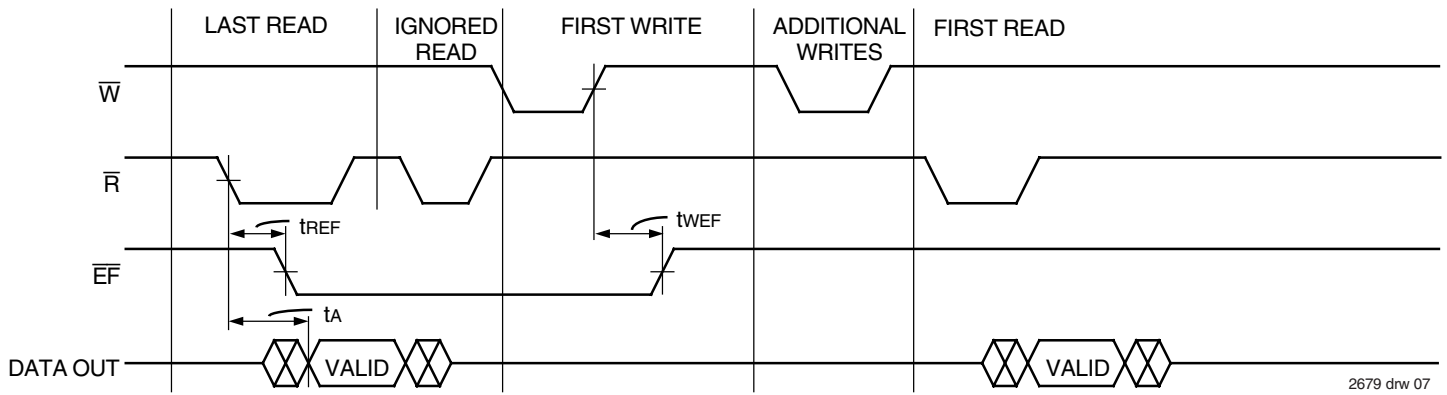 LAST READ
IGNORED
READ
FIRST WRITE
ADDITIONAL
WRITES
FIRST READ
W̅
R̅
tREF
tWEF
E̅F̅
tA
DATA OUT
VALID
VALID
2679 drw 07